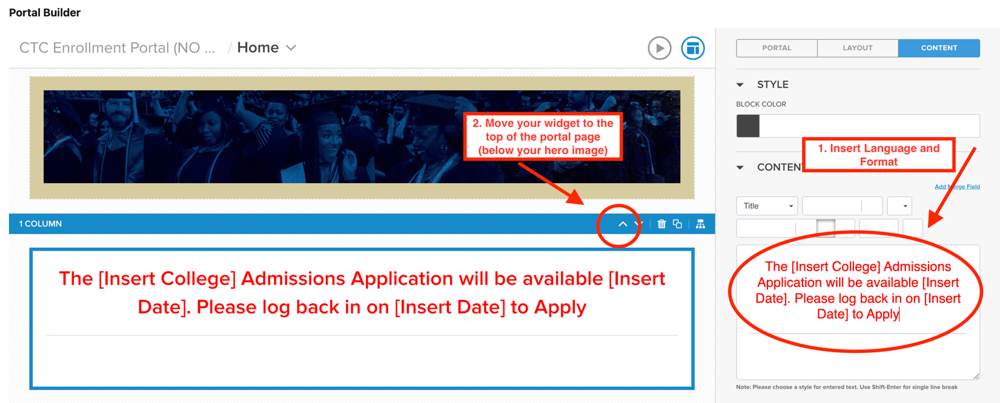 Portal Builder
CTC Enrollment Portal (NO ... / Home
PORTAL LAYOUT CONTENT
STYLE
BLOCK COLOR
2. Move your widget to the
top of the portal page
(below your hero image)
1. Insert Language and
Format
CONTENT
Add Merge Field
Title
1 COLUMN
The [Insert College] Admissions Application will be available [Insert
Date]. Please log back in on [Insert Date] to Apply
The [Insert College] Admissions
Application will be available [Insert
Date]. Please log back in on [Insert
Date] to Apply
Note: Please choose a style for entered text. Use Shift-Enter for single line break